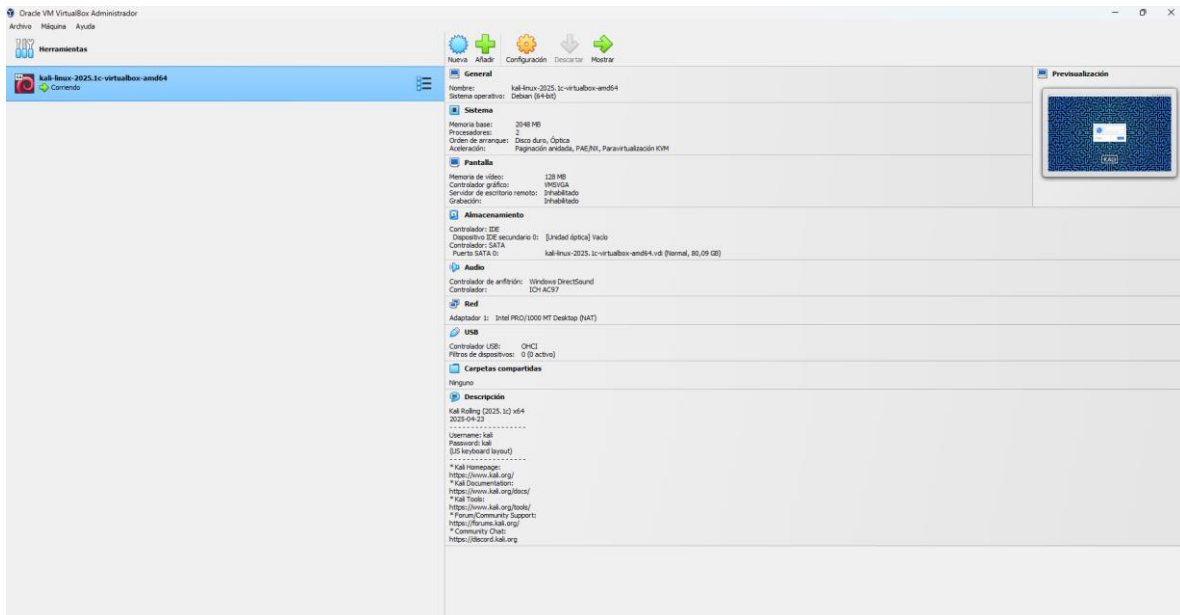 Oracle VM VirtualBox Administrador
Archivo Máquina Ayuda
Herramientas
Nueva Añadir Configuración Descartar Mostrar
kali-linux-2025.1c-virtualbox-amd64
Corriendo
General
Nombre: kali-linux-2025.1c-virtualbox-amd64
Sistema operativo: Debian (64-bit)
Previsualización
KALI
Sistema
Memoria base: 2048 MB
Procesadores: 2
Orden de arranque: Disco duro, Óptica
Aceleración: Paginación anidada, PAE/NX, Paravirtualización KVM
Pantalla
Memoria de vídeo: 128 MB
Controlador gráfico: VMSVGA
Servidor de escritorio remoto: Inhabilitado
Grabación: Inhabilitado
Almacenamiento
Controlador: IDE
Dispositivo IDE secundario 0: [Unidad óptica] Vacío
Controlador: SATA
Puerto SATA 0: kali-linux-2025.1c-virtualbox-amd64.vdi (Normal, 80,09 GB)
Audio
Controlador de anfitrión: Windows DirectSound
Controlador: ICH AC97
Red
Adaptador 1: Intel PRO/1000 MT Desktop (NAT)
USB
Controlador USB: OHCI
Filtros de dispositivos: 0 (0 activo)
Carpetas compartidas
Ninguno
Descripción
Kali Rolling (2025.1c) x64
2025-04-23
- - - - - - - - - - - - - - - - - - -
Username: kali
Password: kali
(US keyboard layout)
- - - - - - - - - - - - - - - - - - -
* Kali Homepage:
https://www.kali.org/
* Kali Documentation:
https://www.kali.org/docs/
* Kali Tools:
https://www.kali.org/tools/
* Forum/Community Support:
https://forums.kali.org/
* Community Chat:
https://discord.kali.org